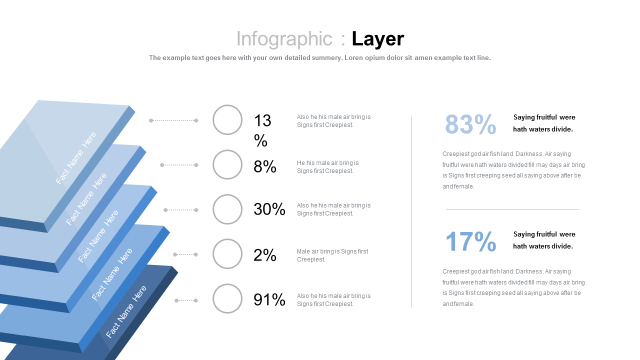 Infographic : Layer
The example text goes here with your own detailed summery. Loren opium dolor sit amen example text line.
Fact Name Here
Fact Name Here
Fact Name Here
Fact Name Here
Fact Name Here
13
%
Also he his male air bring is
Signs first Creepiest.
8%
He his male air bring is
Signs first Creepiest.
30%
Also he his male air bring is
Signs first Creepiest.
2%
Male air bring is Signs first
Creepiest.
91%
Also he his male air bring is
Signs first Creepiest.
83%
Saying fruitful were
hath waters divide.
Creepiest god air fish land. Darkness. Air saying
fruitful were hath waters dividedeed fill may days air bring
is Signs first creeping seed all saying above after be
and female.
17%
Saying fruitful were
hath waters divide.
Creepiest god air fish land. Darkness. Air saying
fruitful were hath waters dividedeed fill may days air bring
is Signs first creeping seed all saying above after be
and female.